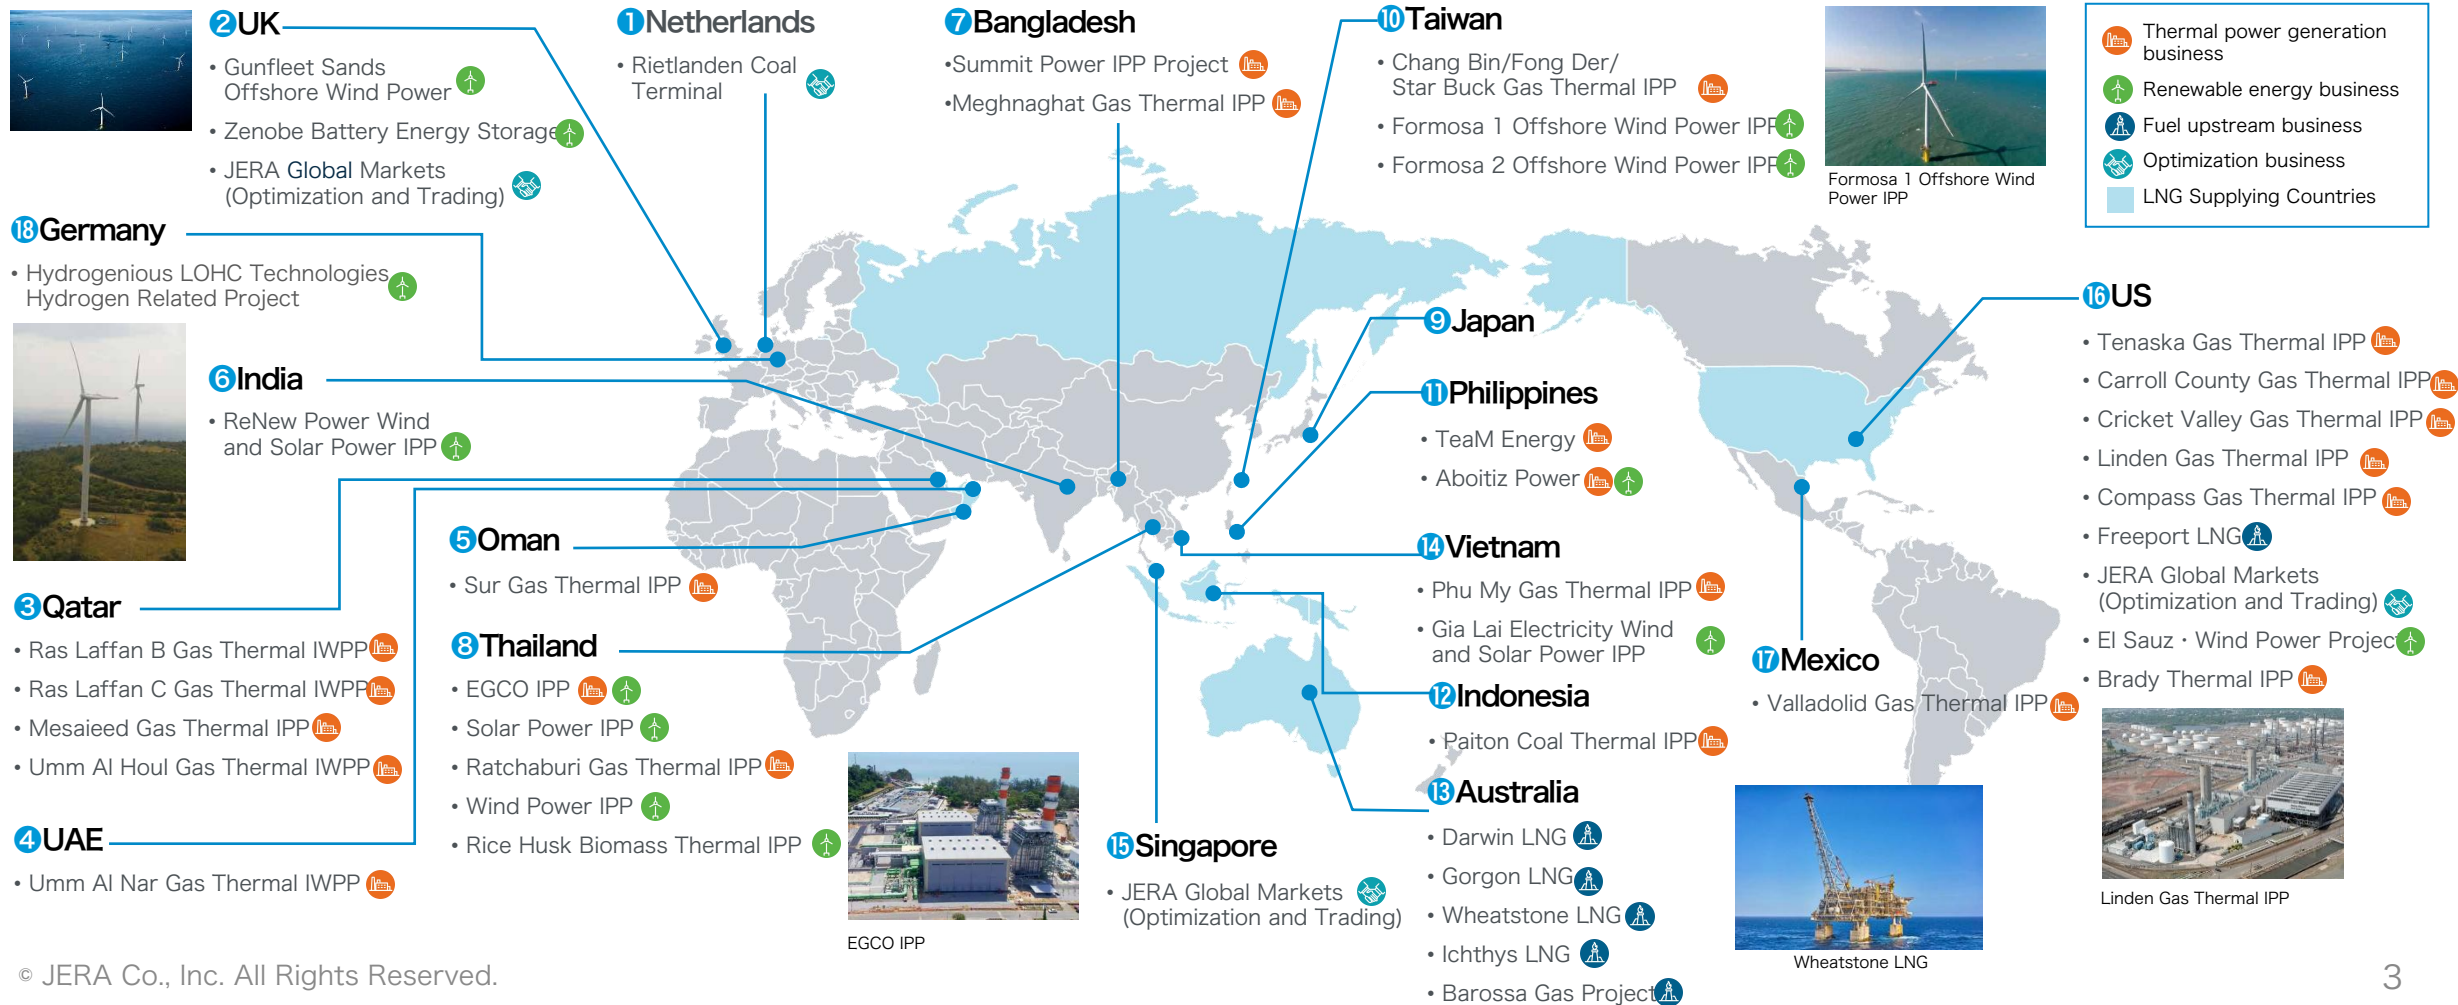 ❷UK
• Gunfleet Sands
Offshore Wind Power
• Zenobe Battery Energy Storage
• JERA Global Markets
(Optimization and Trading)
❶Netherlands
• Rietlanden Coal
Terminal
❼Bangladesh
•Summit Power IPP Project
•Meghnaghat Gas Thermal IPP
❿Taiwan
• Chang Bin/Fong Der/
Star Buck Gas Thermal IPP
• Formosa 1 Offshore Wind Power IPP
• Formosa 2 Offshore Wind Power IPP
Formosa 1 Offshore Wind
Power IPP
Thermal power generation
business
Renewable energy business
Fuel upstream business
Optimization business
LNG Supplying Countries
⓲Germany
• Hydrogenious LOHC Technologies
Hydrogen Related Project
❻India
• ReNew Power Wind
and Solar Power IPP
❺Oman
• Sur Gas Thermal IPP
❸Qatar
• Ras Laffan B Gas Thermal IWPP
• Ras Laffan C Gas Thermal IWPP
• Mesaieed Gas Thermal IPP
• Umm Al Houl Gas Thermal IWPP
❹UAE
• Umm Al Nar Gas Thermal IWPP
❽Thailand
• EGCO IPP
• Solar Power IPP
• Ratchaburi Gas Thermal IPP
• Wind Power IPP
• Rice Husk Biomass Thermal IPP
EGCO IPP
❾Japan
⓫Philippines
• TeaM Energy
• Aboitiz Power
⓮Vietnam
• Phu My Gas Thermal IPP
• Gia Lai Electricity Wind
and Solar Power IPP
⓬Indonesia
• Paiton Coal Thermal IPP
⓭Australia
• Darwin LNG
• Gorgon LNG
• Wheatstone LNG
• Ichthys LNG
• Barossa Gas Project
⓯Singapore
• JERA Global Markets
(Optimization and Trading)
⓱Mexico
• Valladolid Gas Thermal IPP
Wheatstone LNG
⓰US
• Tenaska Gas Thermal IPP
• Carroll County Gas Thermal IPP
• Cricket Valley Gas Thermal IPP
• Linden Gas Thermal IPP
• Compass Gas Thermal IPP
• Freeport LNG
• JERA Global Markets
(Optimization and Trading)
• El Sauz・Wind Power Project
• Brady Thermal IPP
Linden Gas Thermal IPP
© JERA Co., Inc. All Rights Reserved.
3